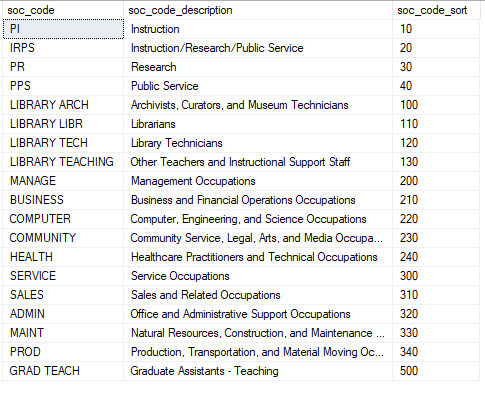 soc_code soc_code_description soc_code_sort
PI Instruction 10
IRPS Instruction/Research/Public Service 20
PR Research 30
PPS Public Service 40
LIBRARY ARCH Archivists, Curators, and Museum Technicians 100
LIBRARY LIBR Librarians 110
LIBRARY TECH Library Technicians 120
LIBRARY TEACHING Other Teachers and Instructional Support Staff 130
MANAGE Management Occupations 200
BUSINESS Business and Financial Operations Occupations 210
COMPUTER Computer, Engineering, and Science Occupations 220
COMMUNITY Community Service, Legal, Arts, and Media Occupa... 230
HEALTH Healthcare Practitioners and Technical Occupations 240
SERVICE Service Occupations 300
SALES Sales and Related Occupations 310
ADMIN Office and Administrative Support Occupations 320
MAINT Natural Resources, Construction, and Maintenance ... 330
PROD Production, Transportation, and Material Moving Oc... 340
GRAD TEACH Graduate Assistants - Teaching 500